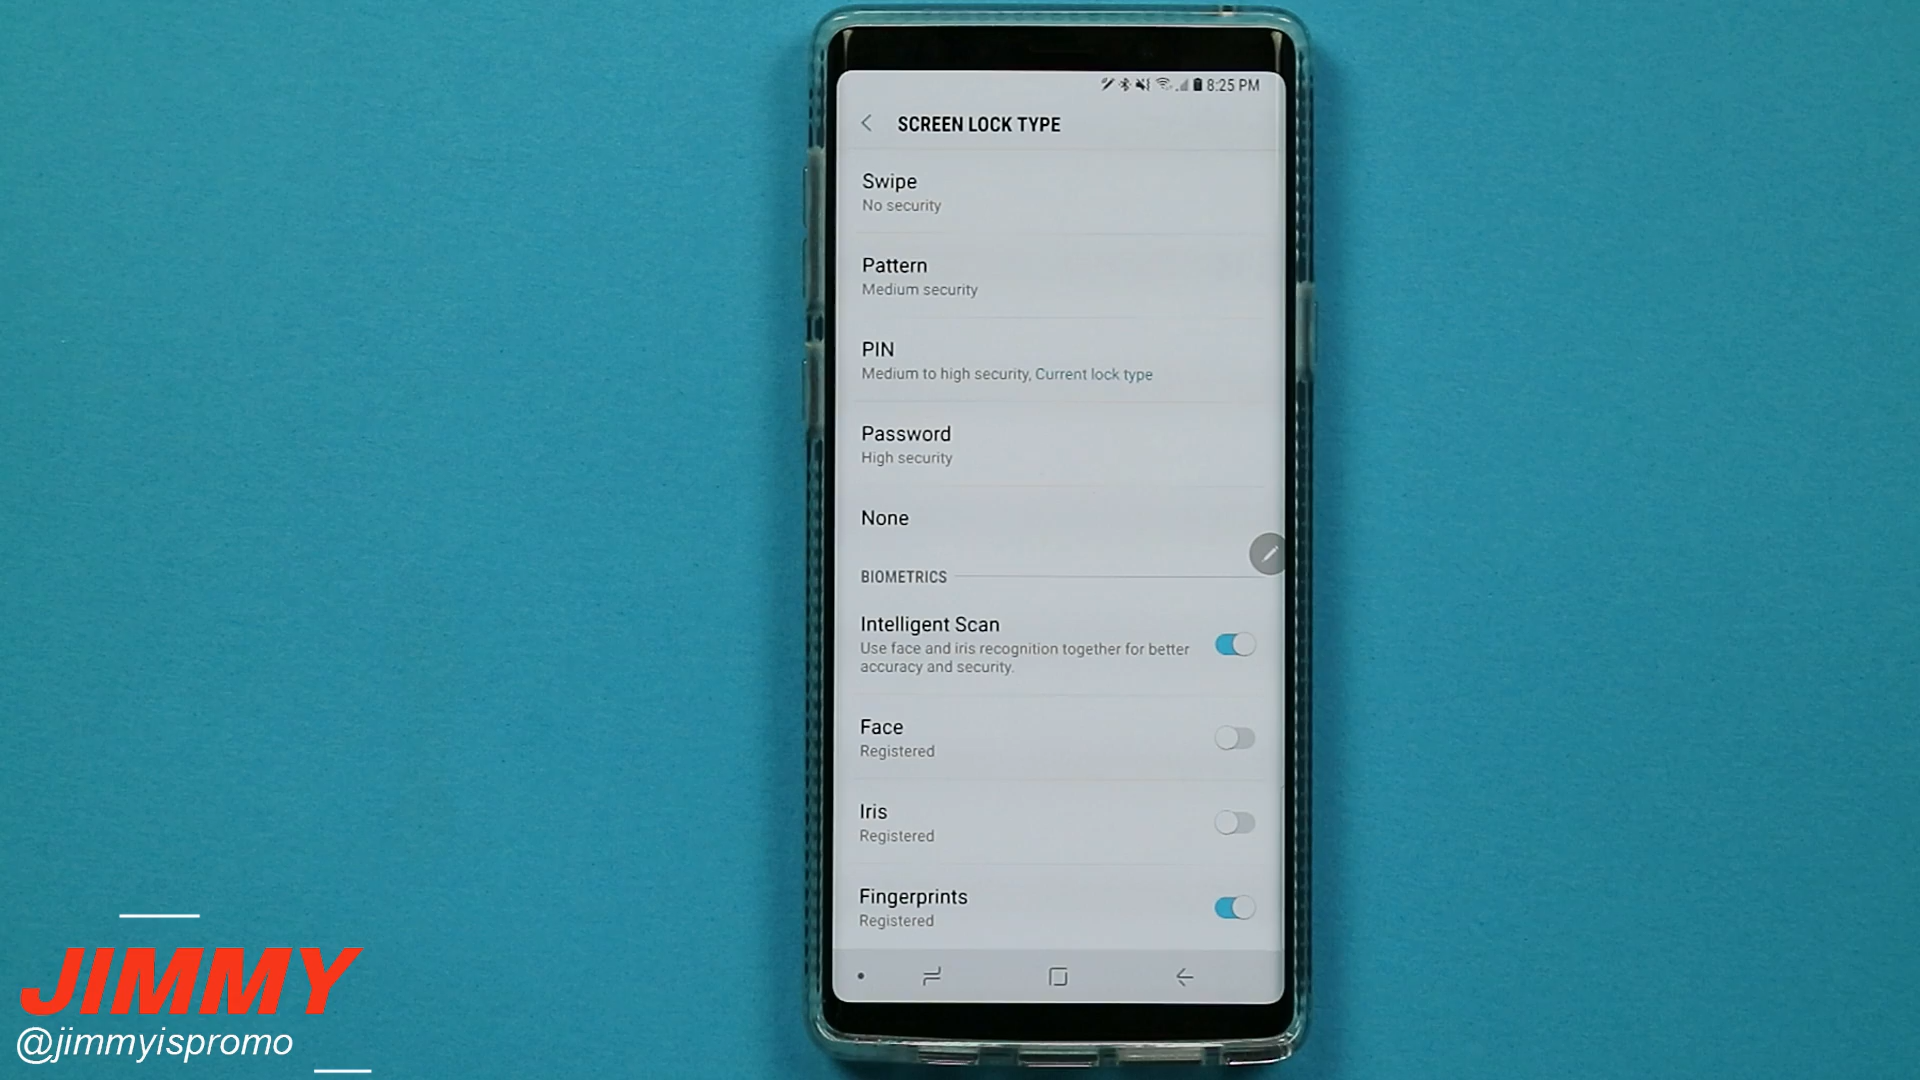 8:25 PM
SCREEN LOCK TYPE
Swipe
No security
Pattern
Medium security
PIN
Medium to high security, Current lock type
Password
High security
None
BIOMETRICS
Intelligent Scan
Use face and iris recognition together for better
accuracy and security.
Face
Registered
Iris
Registered
Fingerprints
Registered
JIMMY
@jimmyispromo